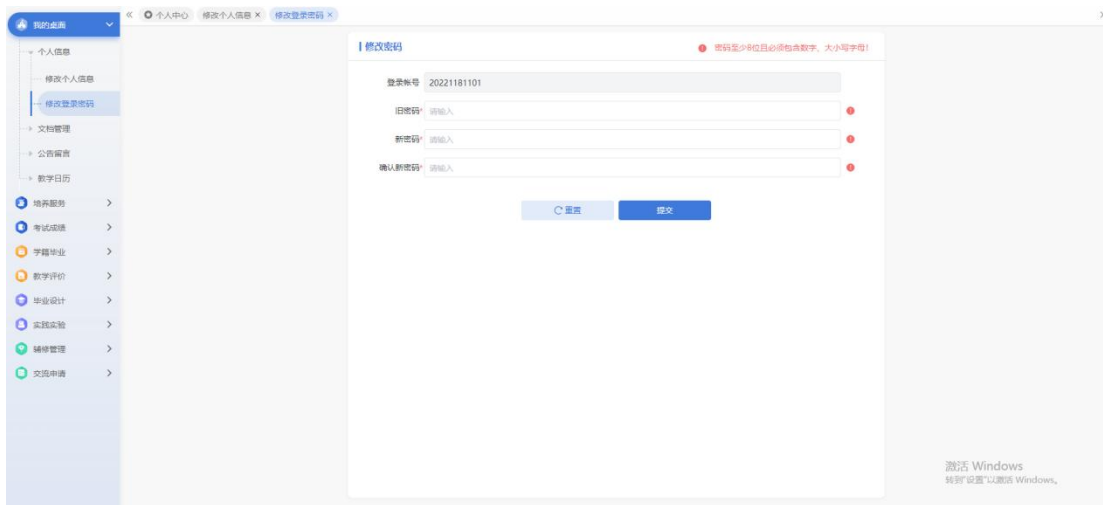 我的桌面
个人信息
修改个人信息
修改登录密码
文档管理
公告留言
教学日历
培养服务
考试成绩
学籍毕业
教学评价
毕业设计
实践实验
辅修管理
交流申请
« 个人中心 修改个人信息 × 修改登录密码 ×
修改密码 密码至少8位且必须包含数字、大小写字母!
登录帐号 20221181101
旧密码* 请输入
新密码* 请输入
确认新密码* 请输入
重置 提交
激活 Windows
转到"设置"以激活 Windows。